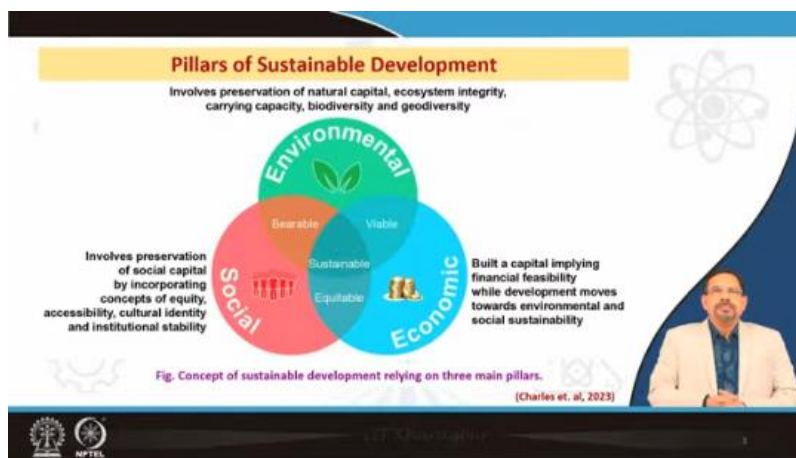 Pillars of Sustainable Development
Involves preservation of natural capital, ecosystem integrity,
carrying capacity, biodiversity and geodiversity
Environmental
Bearable
Viable
Sustainable
Equitable
Social
Economic
Involves preservation
of social capital
by incorporating
concepts of equity,
accessibility, cultural identity
and institutional stability
Built a capital implying
financial feasibility
while development moves
towards environmental and
social sustainability
Fig. Concept of sustainable development relying on three main pillars.
(Charles et. al, 2023)
NPTEL